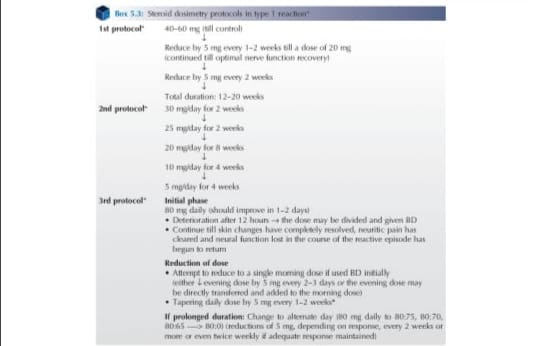 Box 5.3: Steroid dosimetry protocols in type 1 reaction*
1st protocol*
40–60 mg (till control)
↓
Reduce by 5 mg every 1–2 weeks till a dose of 20 mg
(continued till optimal nerve function recovery)
↓
Reduce by 5 mg every 2 weeks
↓
Total duration: 12–20 weeks
2nd protocol*
30 mg/day for 2 weeks
↓
25 mg/day for 2 weeks
↓
20 mg/day for 8 weeks
↓
10 mg/day for 4 weeks
↓
5 mg/day for 4 weeks
3rd protocol*
Initial phase
80 mg daily (should improve in 1–2 days)
• Deterioration after 12 hours → the dose may be divided and given BD
• Continue till skin changes have completely resolved, neuritic pain has
cleared and neural function lost in the course of the reactive episode has
begun to return
Reduction of dose
• Attempt to reduce to a single morning dose if used BD initially
(either ↓ evening dose by 5 mg every 2–3 days or the evening dose may
be directly transferred and added to the morning dose)
• Tapering daily dose by 5 mg every 1–2 weeks*
If prolonged duration: Change to alternate day (80 mg daily to 80:75, 80:70,
80:65 ---> 80:0) (reductions of 5 mg, depending on response, every 2 weeks or
more or even twice weekly if adequate response maintained)